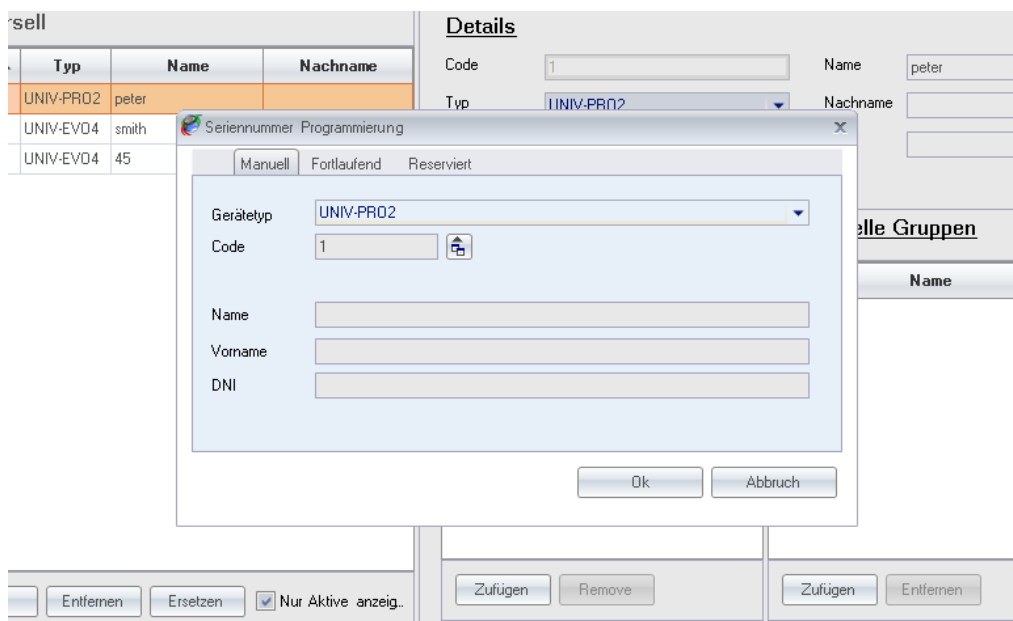 rsell
Typ Name Nachname
UNIV-PRO2 peter
UNIV-EVO4 smith
UNIV-EVO4 45
Details
Code 1 Name peter
Typ UNIV-PRO2 Nachname
Seriennummer Programmierung
Manuell Fortlaufend Reserviert
Gerätetyp UNIV-PRO2
Code 1
Name
Vorname
DNI
Ok Abbruch
elle Gruppen
Name
Entfernen Ersetzen Nur Aktive anzeig..
Zufügen Remove
Zufügen Entfernen